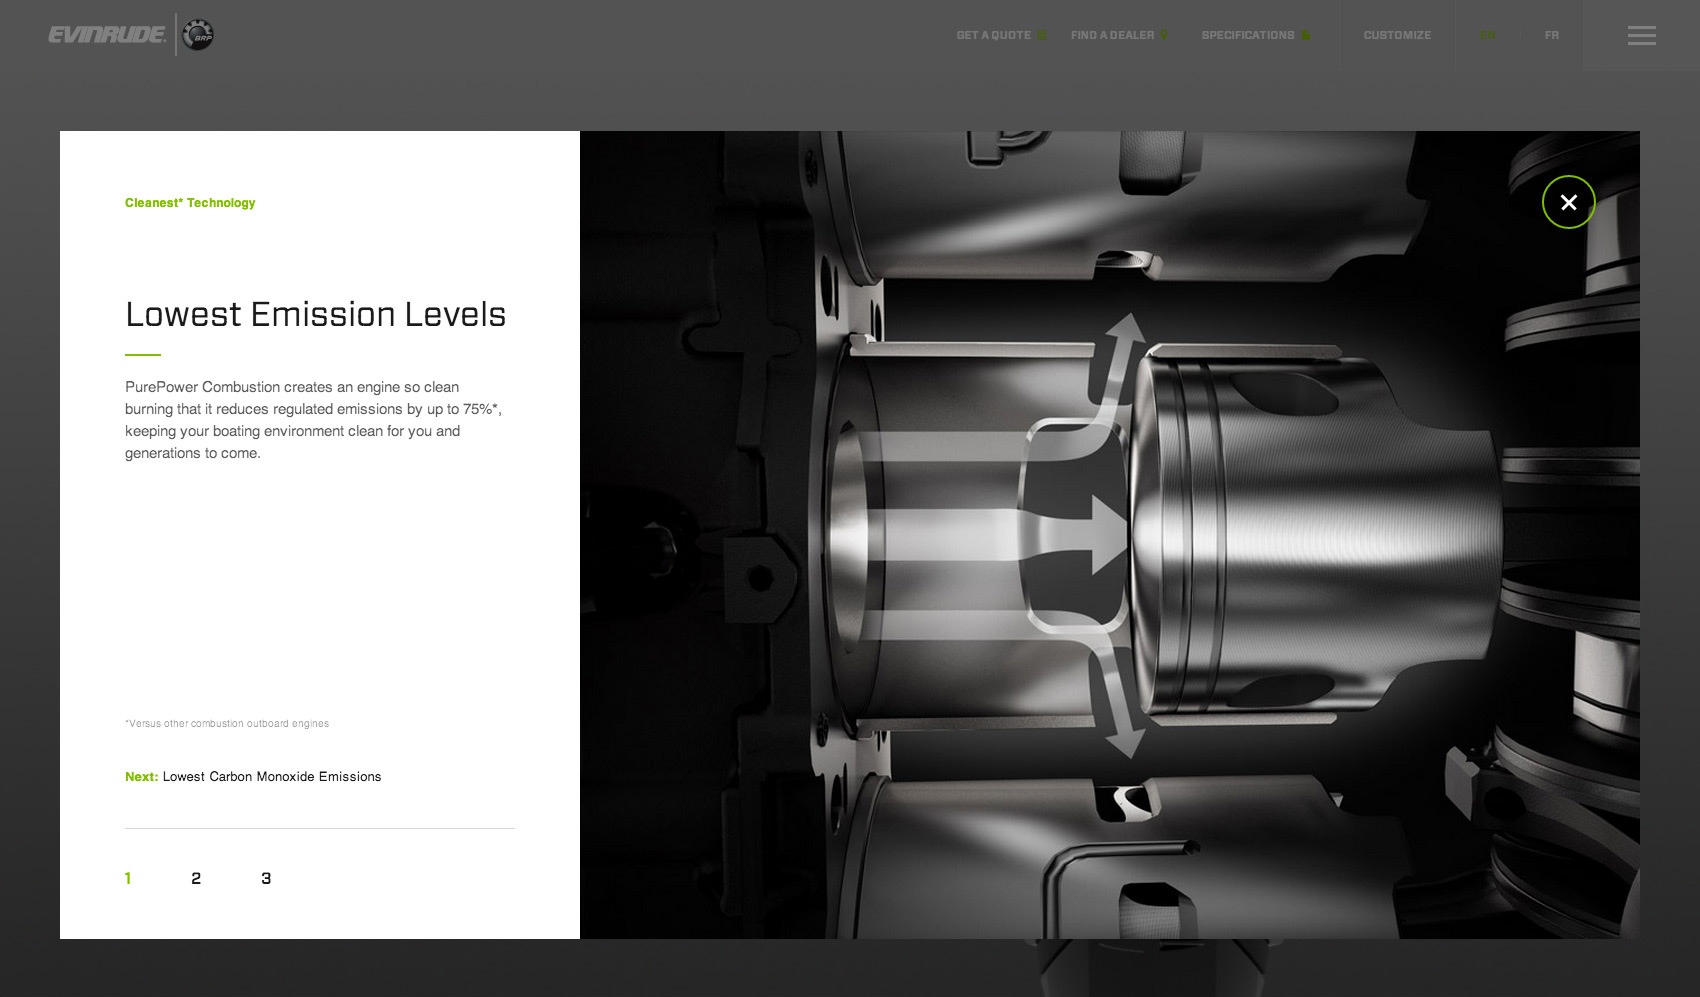 EVINRUDE.
BRP
GET A QUOTE
FIND A DEALER
SPECIFICATIONS
CUSTOMIZE
EN
FR
Cleanest* Technology
Lowest Emission Levels
PurePower Combustion creates an engine so clean
burning that it reduces regulated emissions by up to 75%*,
keeping your boating environment clean for you and
generations to come.
*Versus other combustion outboard engines
Next: Lowest Carbon Monoxide Emissions
1 2 3